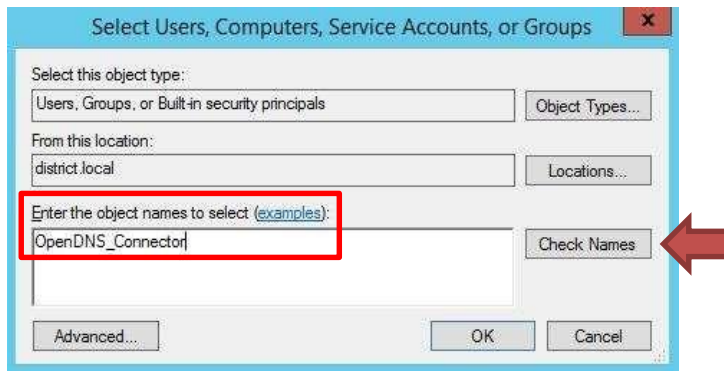 Select Users, Computers, Service Accounts, or Groups
x
Select this object type:
Users, Groups, or Built-in security principals
Object Types...
From this location:
district.local
Locations...
Enter the object names to select (examples):
OpenDNS_Connector
Check Names
Advanced...
OK
Cancel